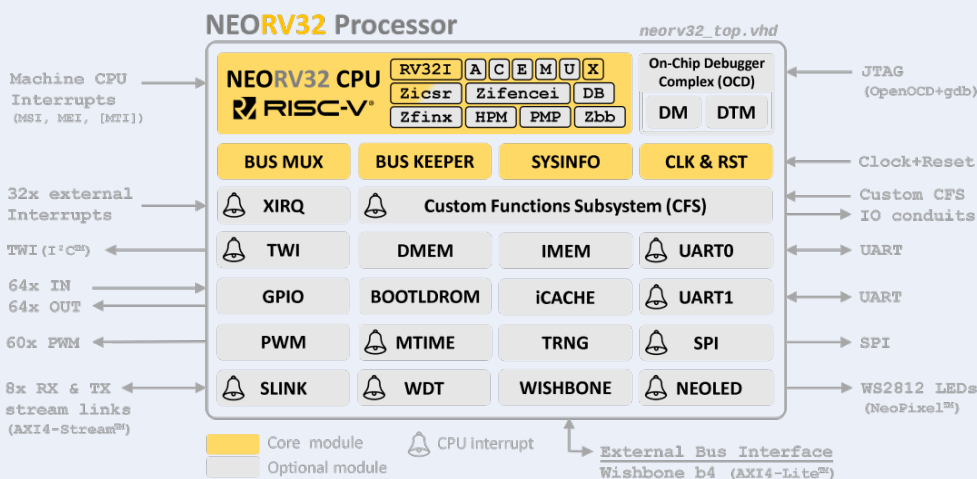 NEORV32 Processor
neorv32_top.vhd
Machine CPU
Interrupts
(MSI, MEI, [MTI])
NEORV32 CPU
RISC-V®
RV32I A C E M U X
Zicsr Zifencei DB
Zfinx HPM PMP Zbb
On-Chip Debugger
Complex (OCD)
DM DTM
JTAG
(OpenOCD+gdb)
BUS MUX BUS KEEPER SYSINFO CLK & RST
Clock+Reset
32x external
Interrupts
XIRQ Custom Functions Subsystem (CFS)
Custom CFS
IO conduits
TWI (I²C™) TWI DMEM IMEM UART0 UART
64x IN
64x OUT
GPIO BOOTLDROM iCACHE UART1 UART
60x PWM PWM MTIME TRNG SPI SPI
8x RX & TX
stream links
(AXI4-Stream™)
SLINK WDT WISHBONE NEOLED
WS2812 LEDs
(NeoPixel™)
Core module
Optional module
CPU interrupt
External Bus Interface
Wishbone b4 (AXI4-Lite™)